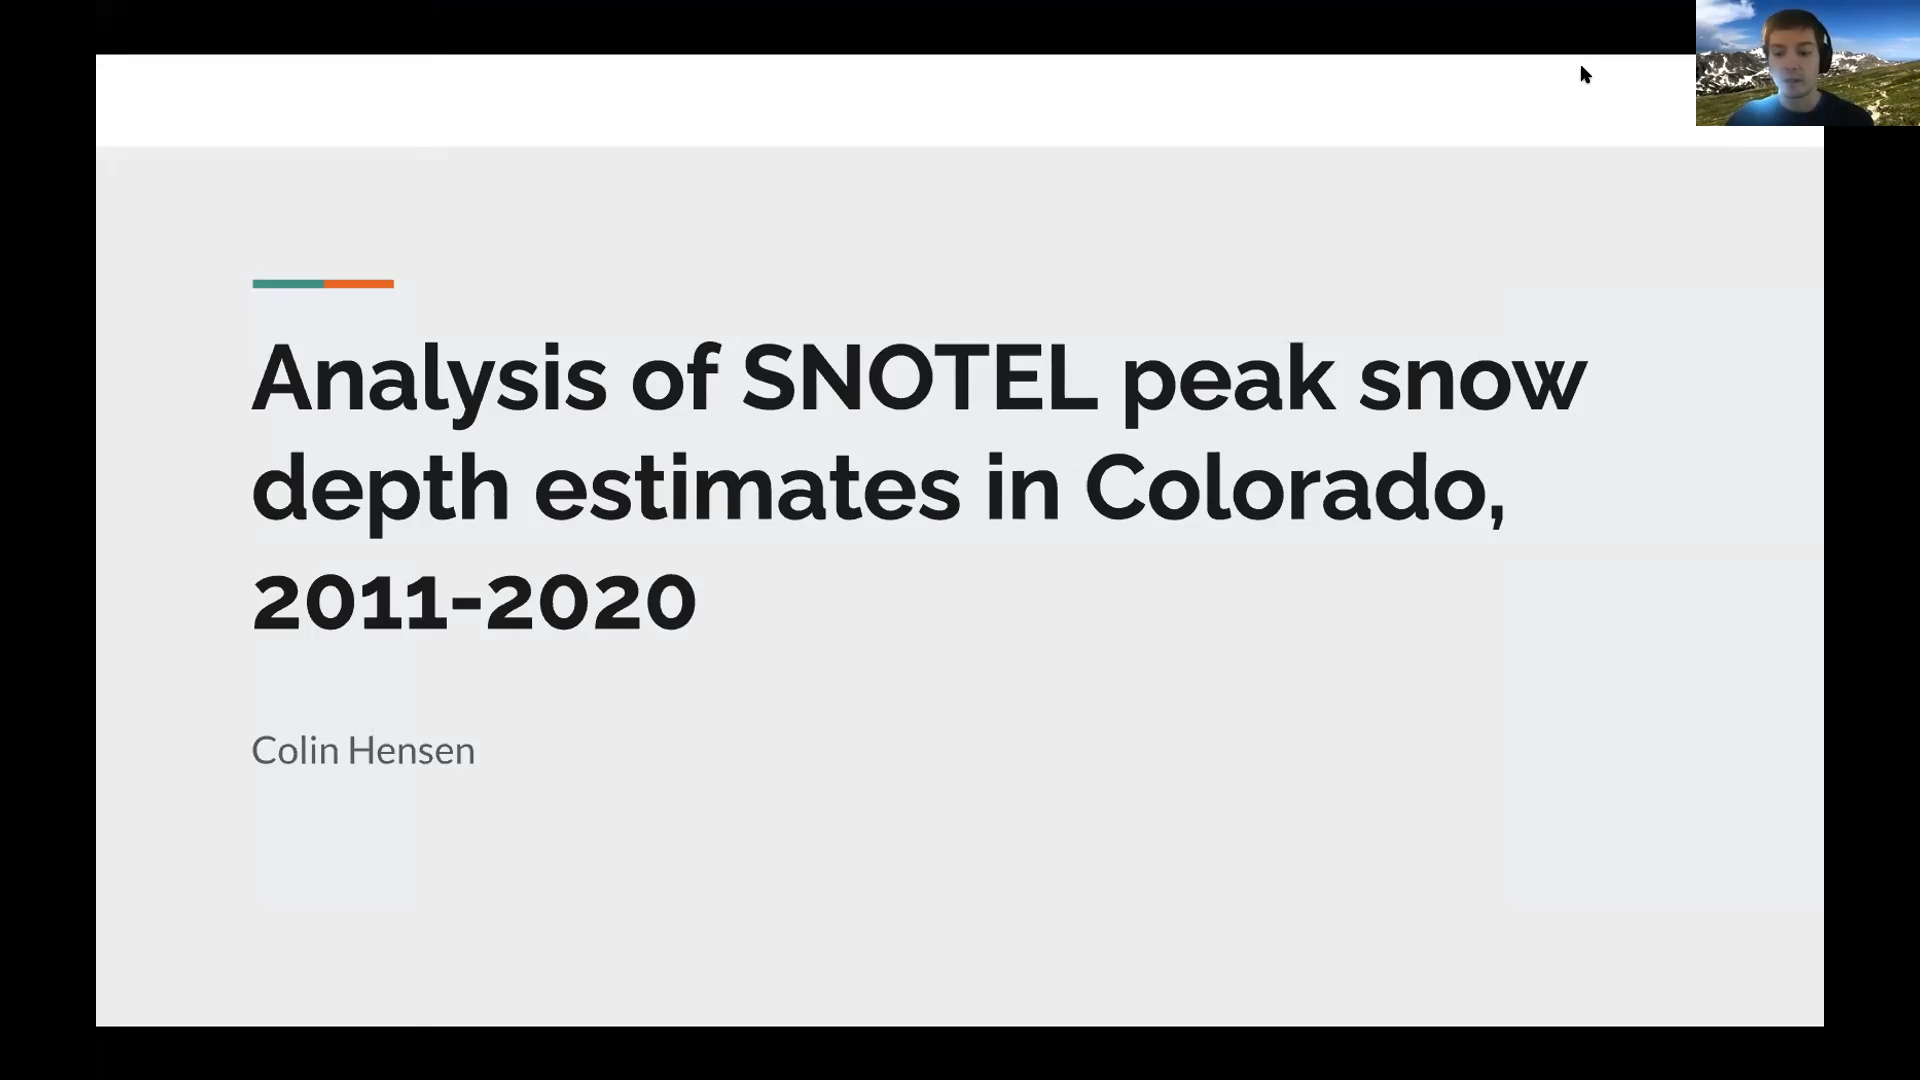 Analysis of SNOTEL peak snow
depth estimates in Colorado,
2011-2020
Colin Hensen